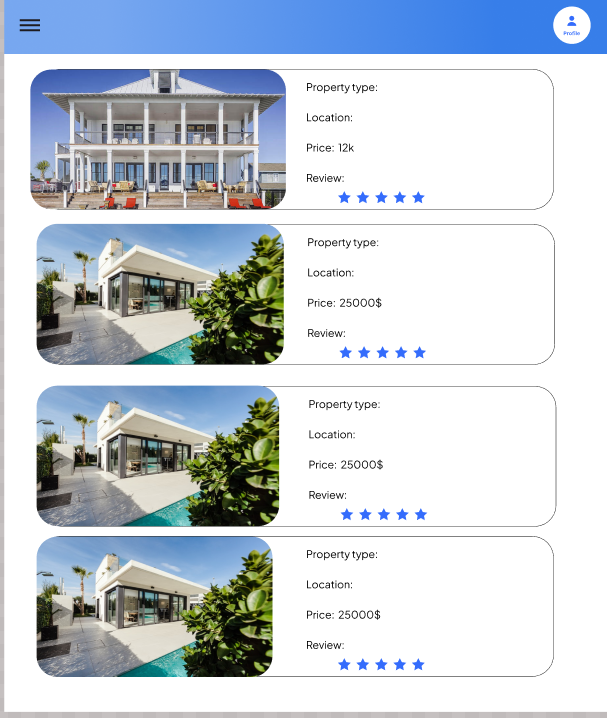 Profile
Property type:
Location:
Price: 12k
Review:
Property type:
Location:
Price: 25000$
Review:
Property type:
Location:
Price: 25000$
Review:
Property type:
Location:
Price: 25000$
Review: